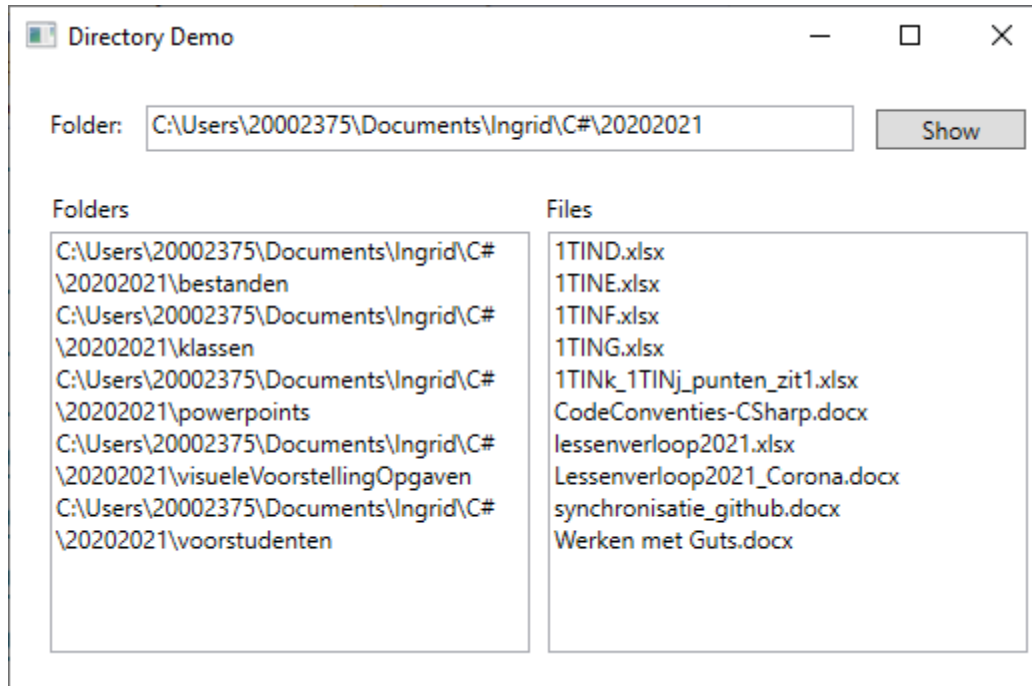 Directory Demo
Folder: C:\Users\20002375\Documents\Ingrid\C#\20202021 Show
Folders
C:\Users\20002375\Documents\Ingrid\C#
\20202021\bestanden
C:\Users\20002375\Documents\Ingrid\C#
\20202021\klassen
C:\Users\20002375\Documents\Ingrid\C#
\20202021\powerpoints
C:\Users\20002375\Documents\Ingrid\C#
\20202021\visueleVoorstellingOpgaven
C:\Users\20002375\Documents\Ingrid\C#
\20202021\voorstudenten
Files
1TIND.xlsx
1TINE.xlsx
1TINF.xlsx
1TING.xlsx
1TINk_1TINj_punten_zit1.xlsx
CodeConventies-CSharp.docx
lessenverloop2021.xlsx
Lessenverloop2021_Corona.docx
synchronisatie_github.docx
Werken met Guts.docx